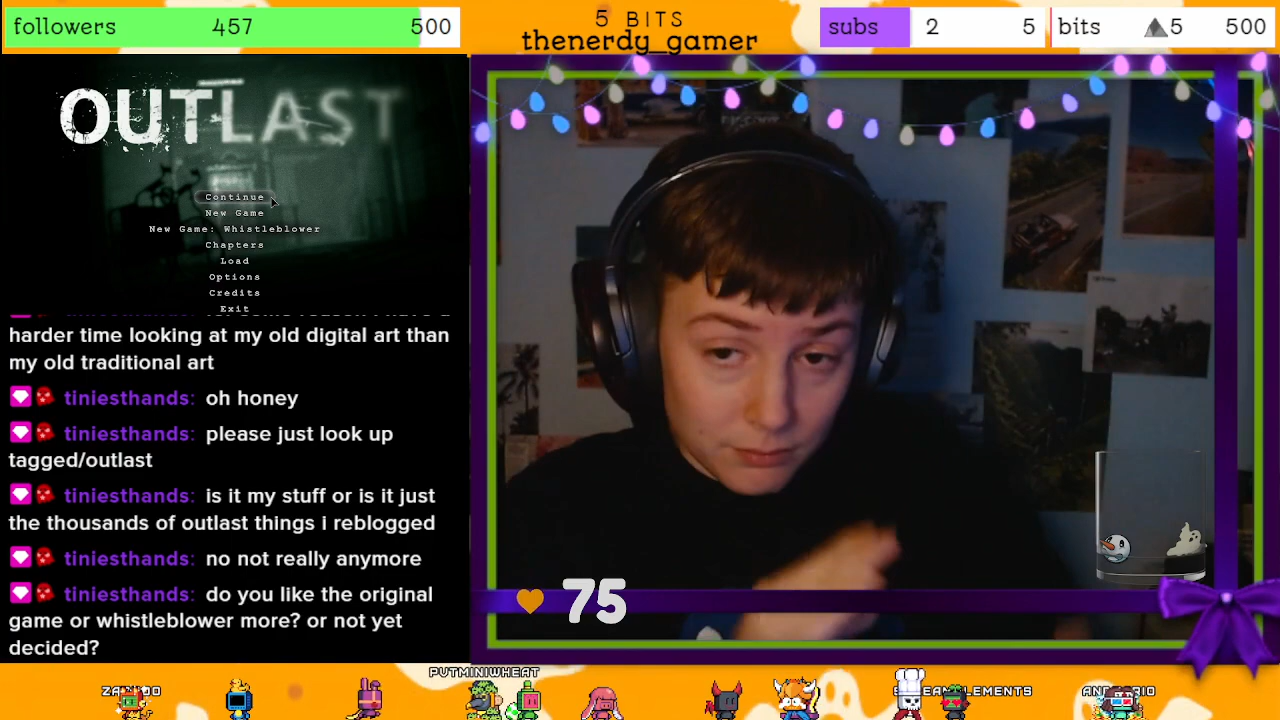 followers 457 500
5 BITS
thenerdy_gamer
subs 2 5
bits 5 500
OUTLAST
Continue
New Game
New Game: Whistleblower
Chapters
Load
Options
Credits
Exit
harder time looking at my old digital art than
my old traditional art
tiniesthands: oh honey
tiniesthands: please just look up
tagged/outlast
tiniesthands: is it my stuff or is it just
the thousands of outlast things i reblogged
tiniesthands: no not really anymore
tiniesthands: do you like the original
game or whistleblower more? or not yet
decided?
75
PVTMINIWHEAT